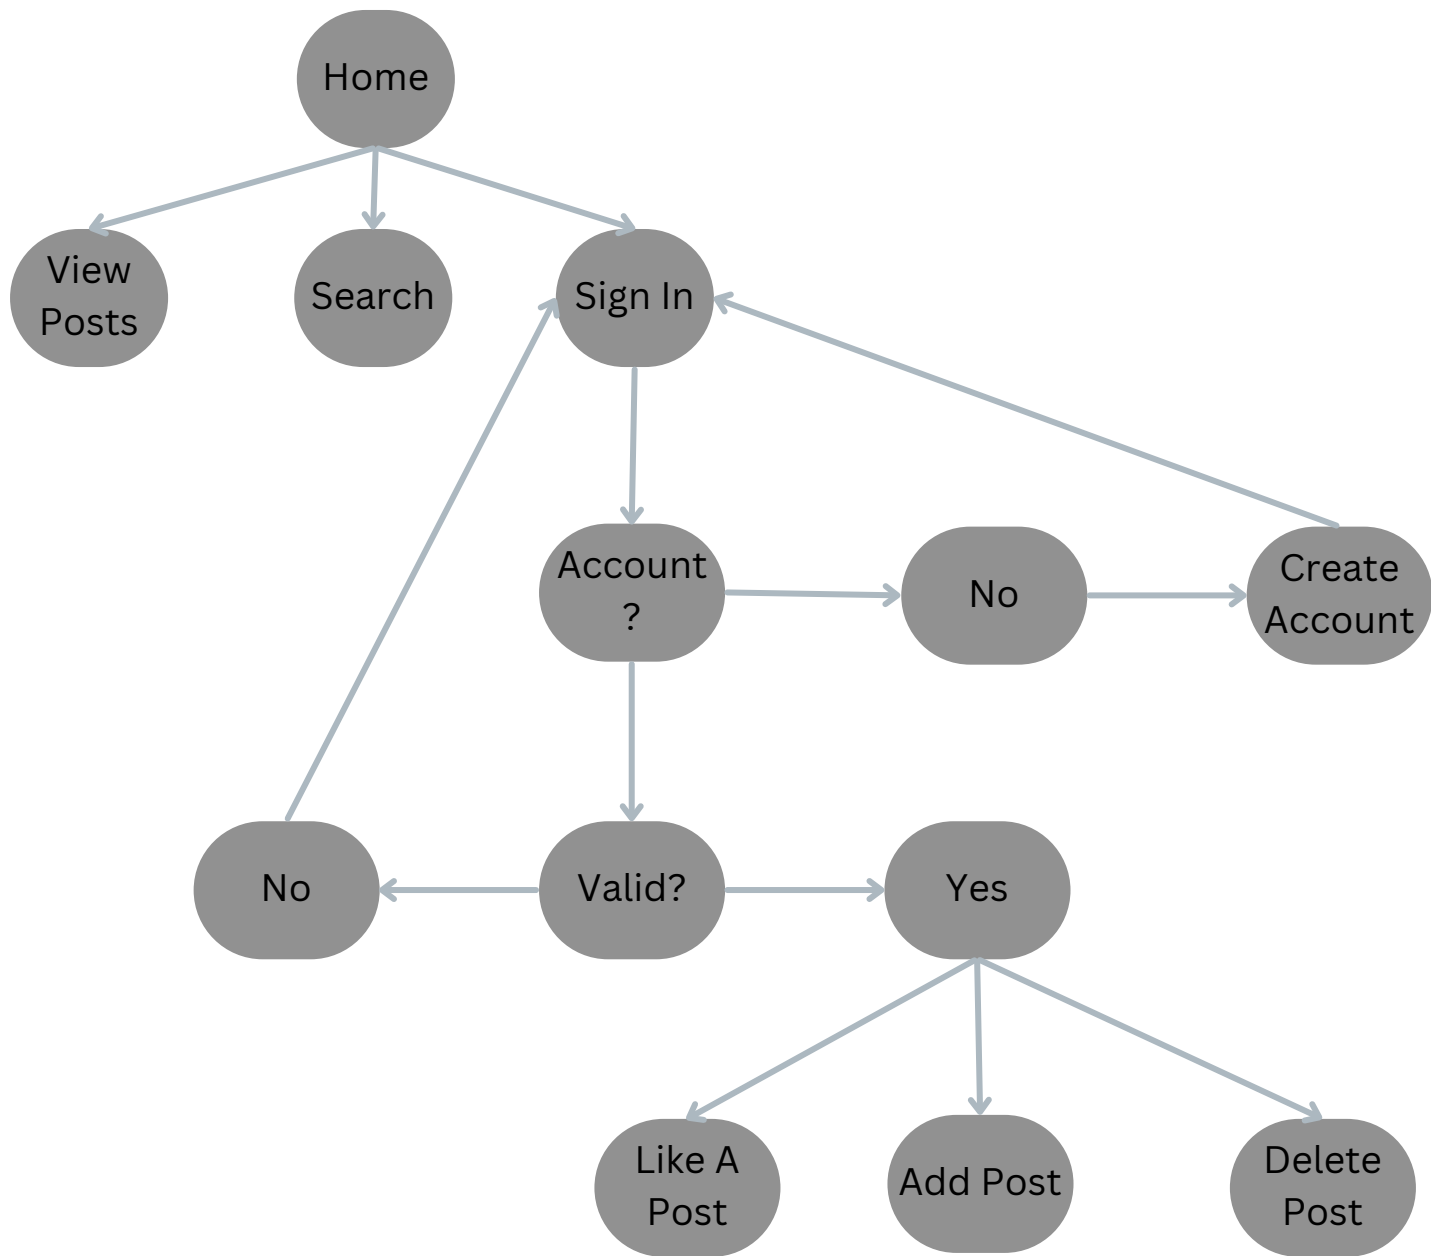 Home
View
Posts
Search
Sign In
Account
?
No
Create
Account
No
Valid?
Yes
Like A
Post
Add Post
Delete
Post